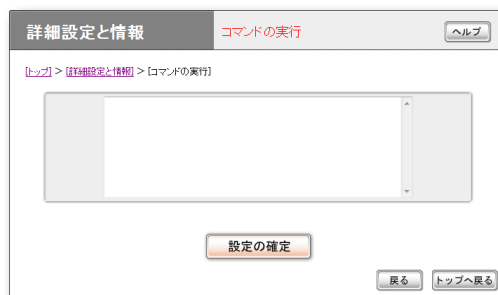 詳細設定と情報 コマンドの実行 ヘルプ
[トップ] > [詳細設定と情報] > [コマンドの実行]
設定の確定
戻る トップへ戻る